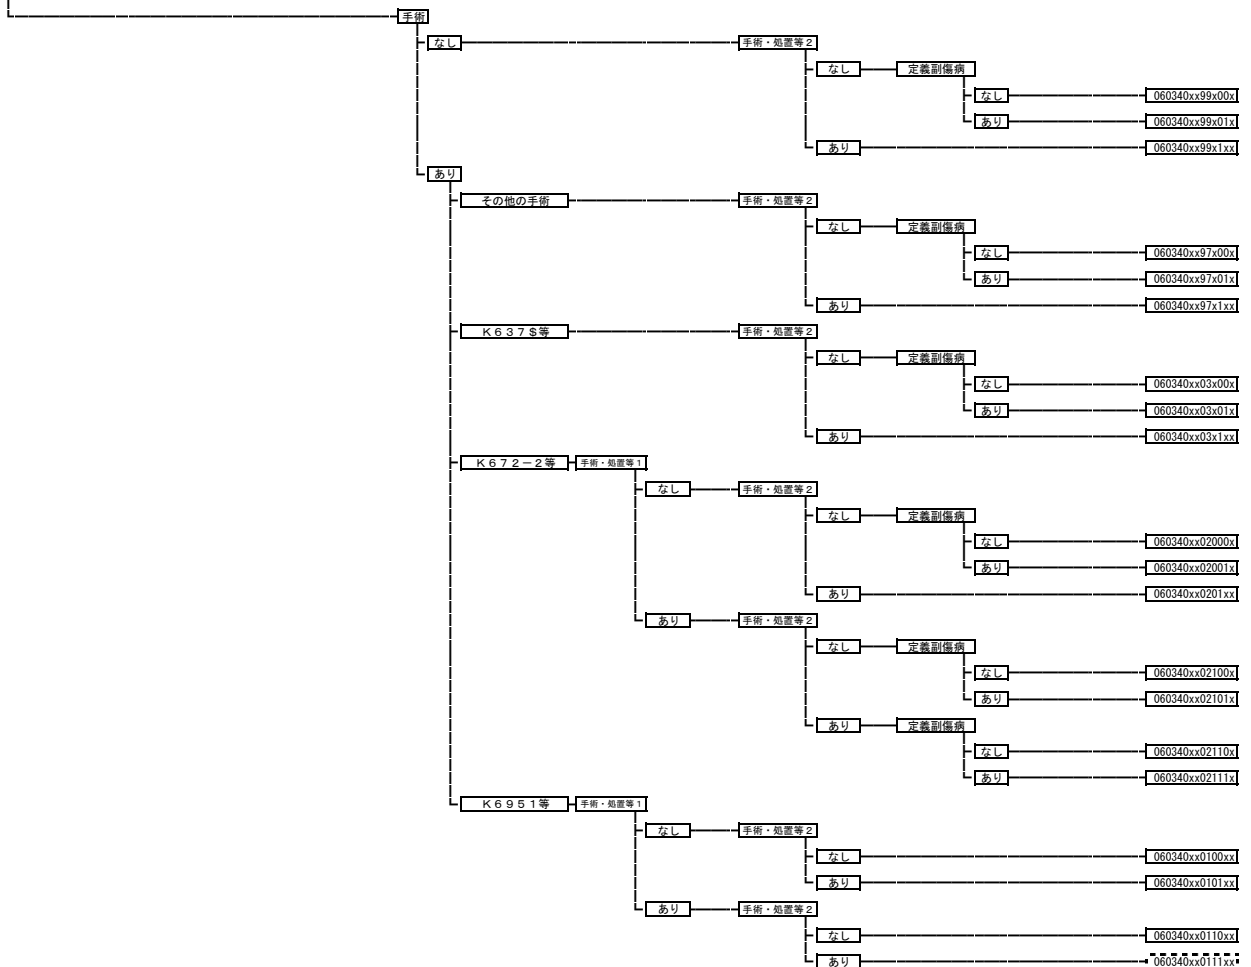 手術
なし 手術・処置等2
なし 定義副傷病
なし 060340xx99x00x
あり 060340xx99x01x
あり 060340xx99x1xx
あり
その他の手術 手術・処置等2
なし 定義副傷病
なし 060340xx97x00x
あり 060340xx97x01x
あり 060340xx97x1xx
K637$等 手術・処置等2
なし 定義副傷病
なし 060340xx03x00x
あり 060340xx03x01x
あり 060340xx03x1xx
K672-2等 手術・処置等1
なし 手術・処置等2
なし 定義副傷病
なし 060340xx02000x
あり 060340xx02001x
あり 060340xx0201xx
あり 手術・処置等2
なし 定義副傷病
なし 060340xx02100x
あり 060340xx02101x
あり 定義副傷病
なし 060340xx02110x
あり 060340xx02111x
K6951等 手術・処置等1
なし 手術・処置等2
なし 060340xx0100xx
あり 060340xx0101xx
あり 手術・処置等2
なし 060340xx0110xx
あり 060340xx0111xx